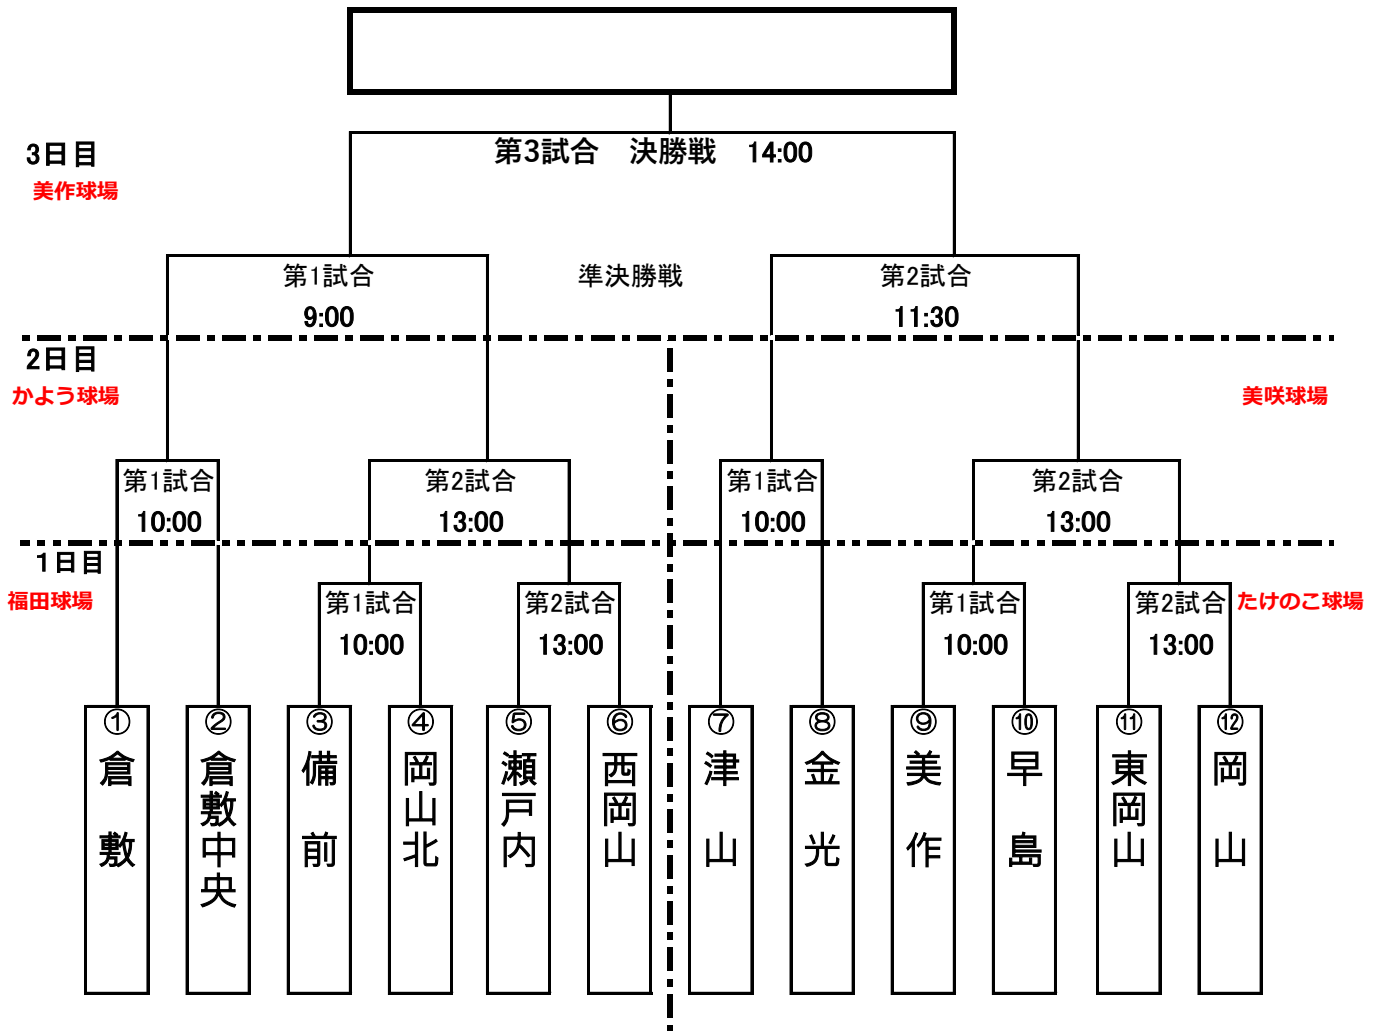 3日目
美作球場
第3試合　決勝戦　14:00
第1試合
9:00
準決勝戦
第2試合
11:30
2日目
かよう球場
美咲球場
第1試合
10:00
第2試合
13:00
第1試合
10:00
第2試合
13:00
1日目
福田球場
たけのこ球場
第1試合
10:00
第2試合
13:00
第1試合
10:00
第2試合
13:00
①倉敷
②倉敷中央
③備前
④岡山北
⑤瀬戸内
⑥西岡山
⑦津山
⑧金光
⑨美作
⑩早島
⑪東岡山
⑫岡山